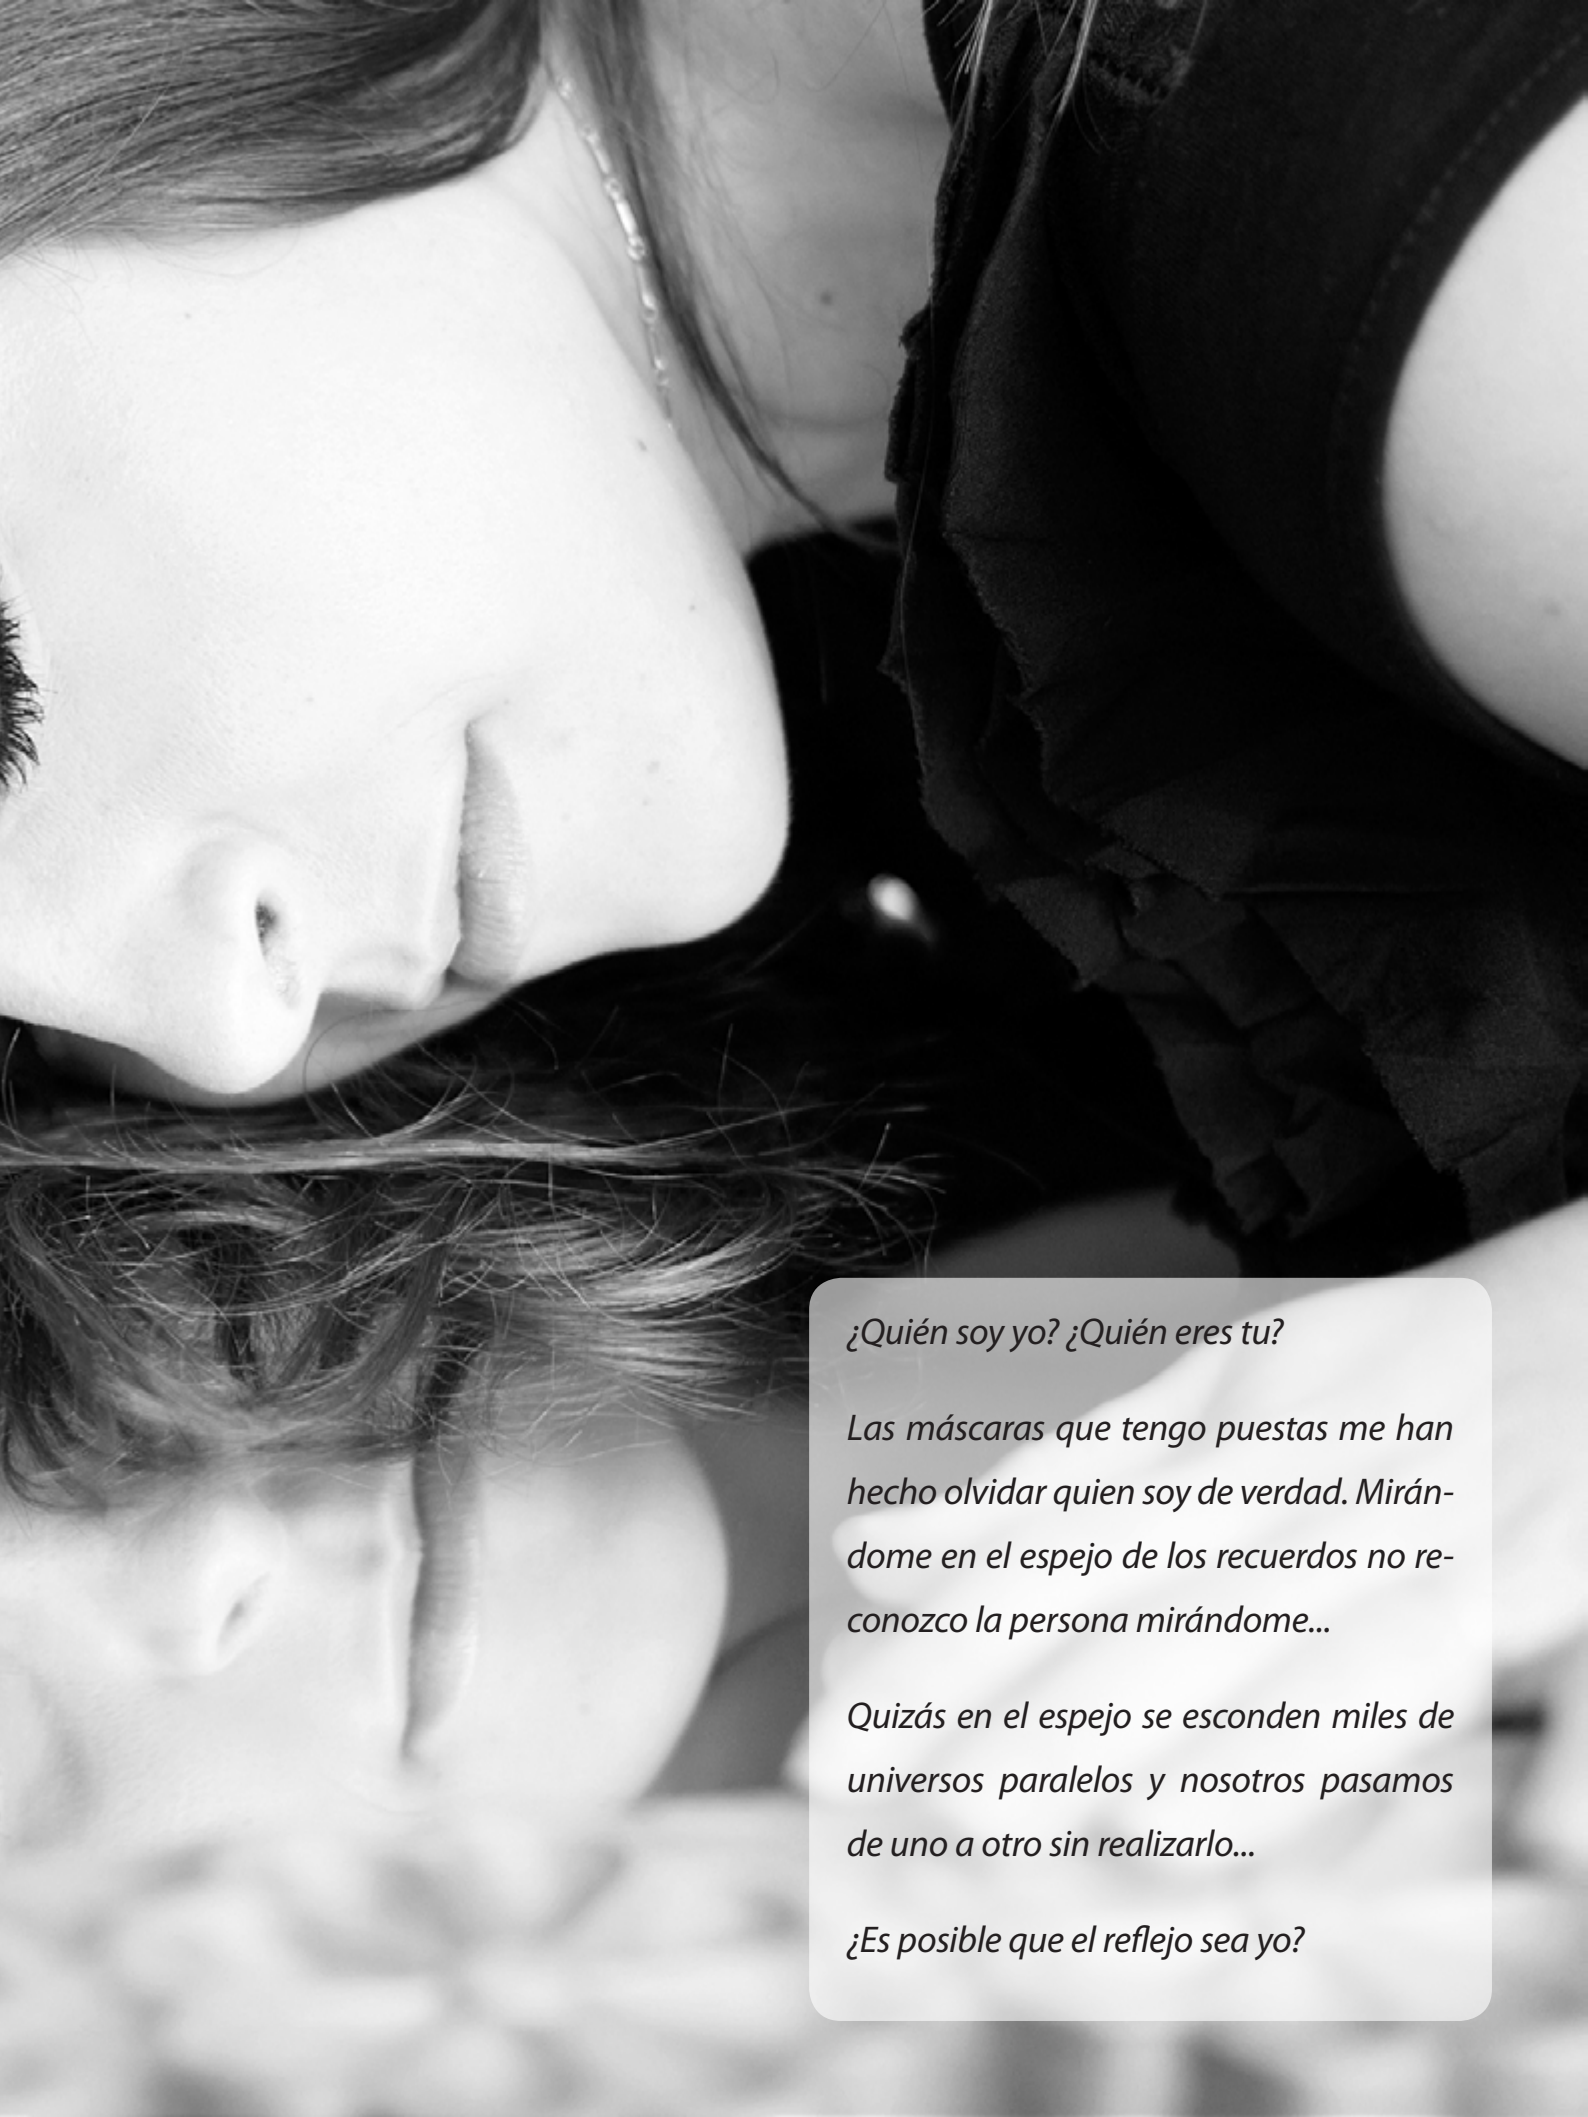 ¿Quién soy yo? ¿Quién eres tu?
Las máscaras que tengo puestas me han
hecho olvidar quien soy de verdad. Mirán-
dome en el espejo de los recuerdos no re-
conozco la persona mirándome...
Quizás en el espejo se esconden miles de
universos paralelos y nosotros pasamos
de uno a otro sin realizarlo...
¿Es posible que el reflejo sea yo?